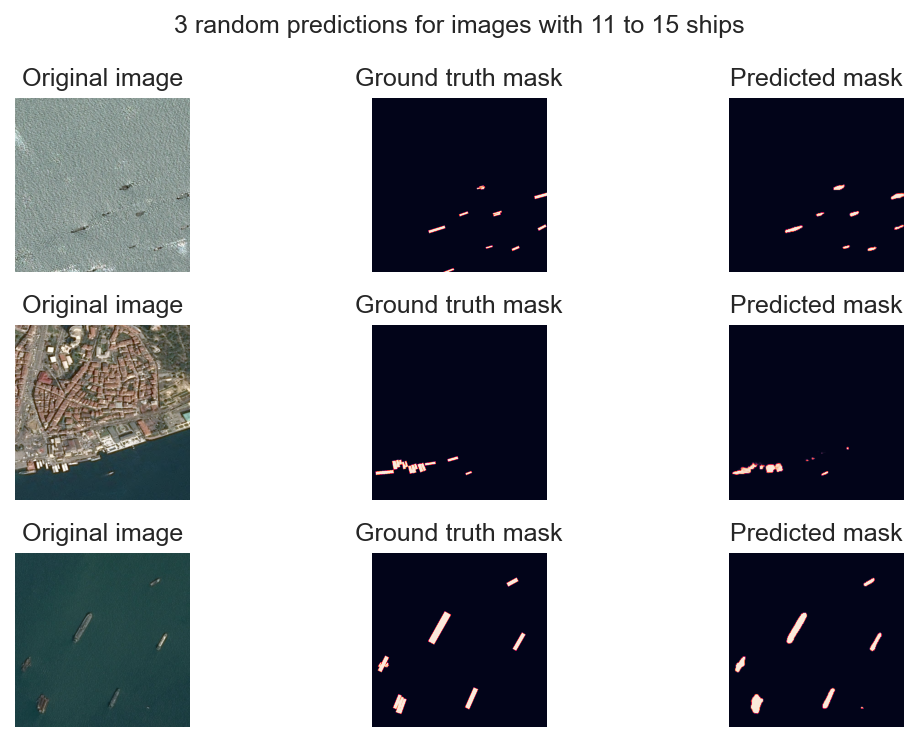 3 random predictions for images with 11 to 15 ships
Original image Ground truth mask Predicted mask
Original image Ground truth mask Predicted mask
Original image Ground truth mask Predicted mask